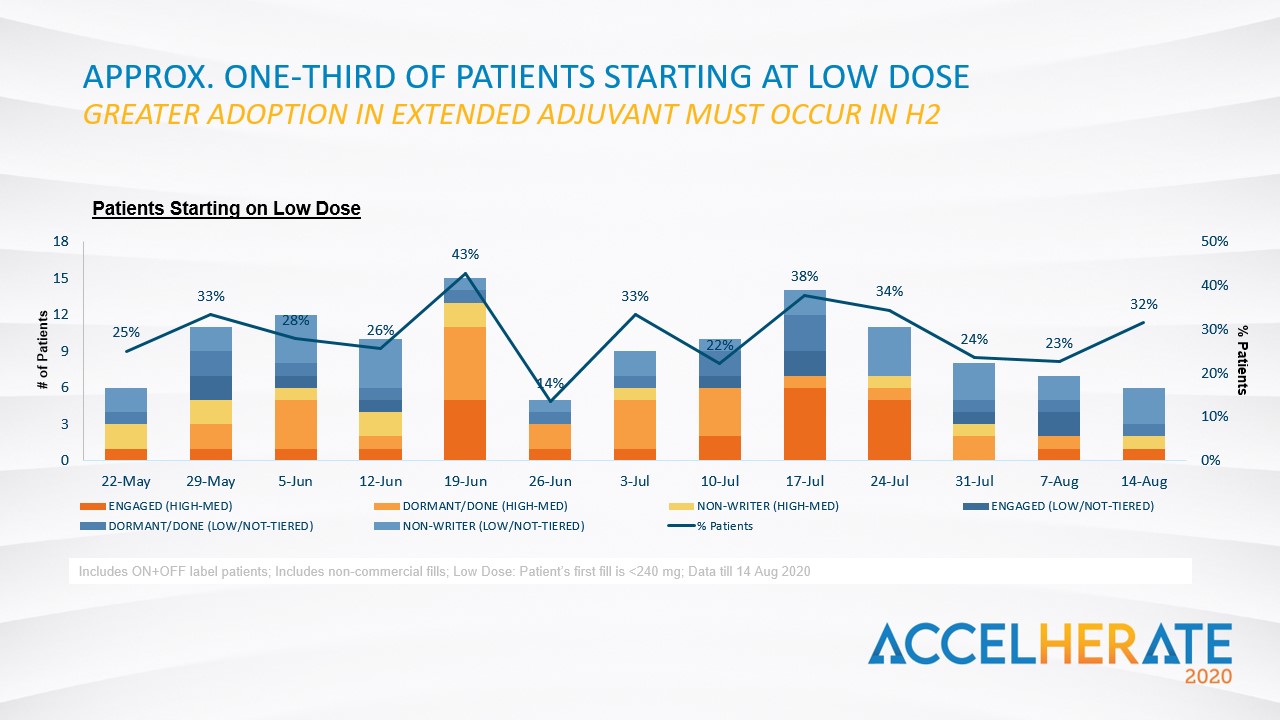 APPROX. ONE-THIRD OF PATIENTS STARTING AT LOW DOSE
GREATER ADOPTION IN EXTENDED ADJUVANT MUST OCCUR IN H2
Patients Starting on Low Dose
# of Patients
18
15
12
9
6
3
0
25%
33%
28%
26%
43%
14%
33%
22%
38%
34%
24%
23%
32%
50%
40%
30%
20%
10%
0%
% Patients
22-May 29-May 5-Jun 12-Jun 19-Jun 26-Jun 3-Jul 10-Jul 17-Jul 24-Jul 31-Jul 7-Aug 14-Aug
ENGAGED (HIGH-MED) DORMANT/DONE (HIGH-MED) NON-WRITER (HIGH-MED) ENGAGED (LOW/NOT-TIERED)
DORMANT/DONE (LOW/NOT-TIERED) NON-WRITER (LOW/NOT-TIERED) % Patients
Includes ON+OFF label patients; Includes non-commercial fills; Low Dose: Patient's first fill is <240 mg; Data till 14 Aug 2020
ACCELHERATE
2020